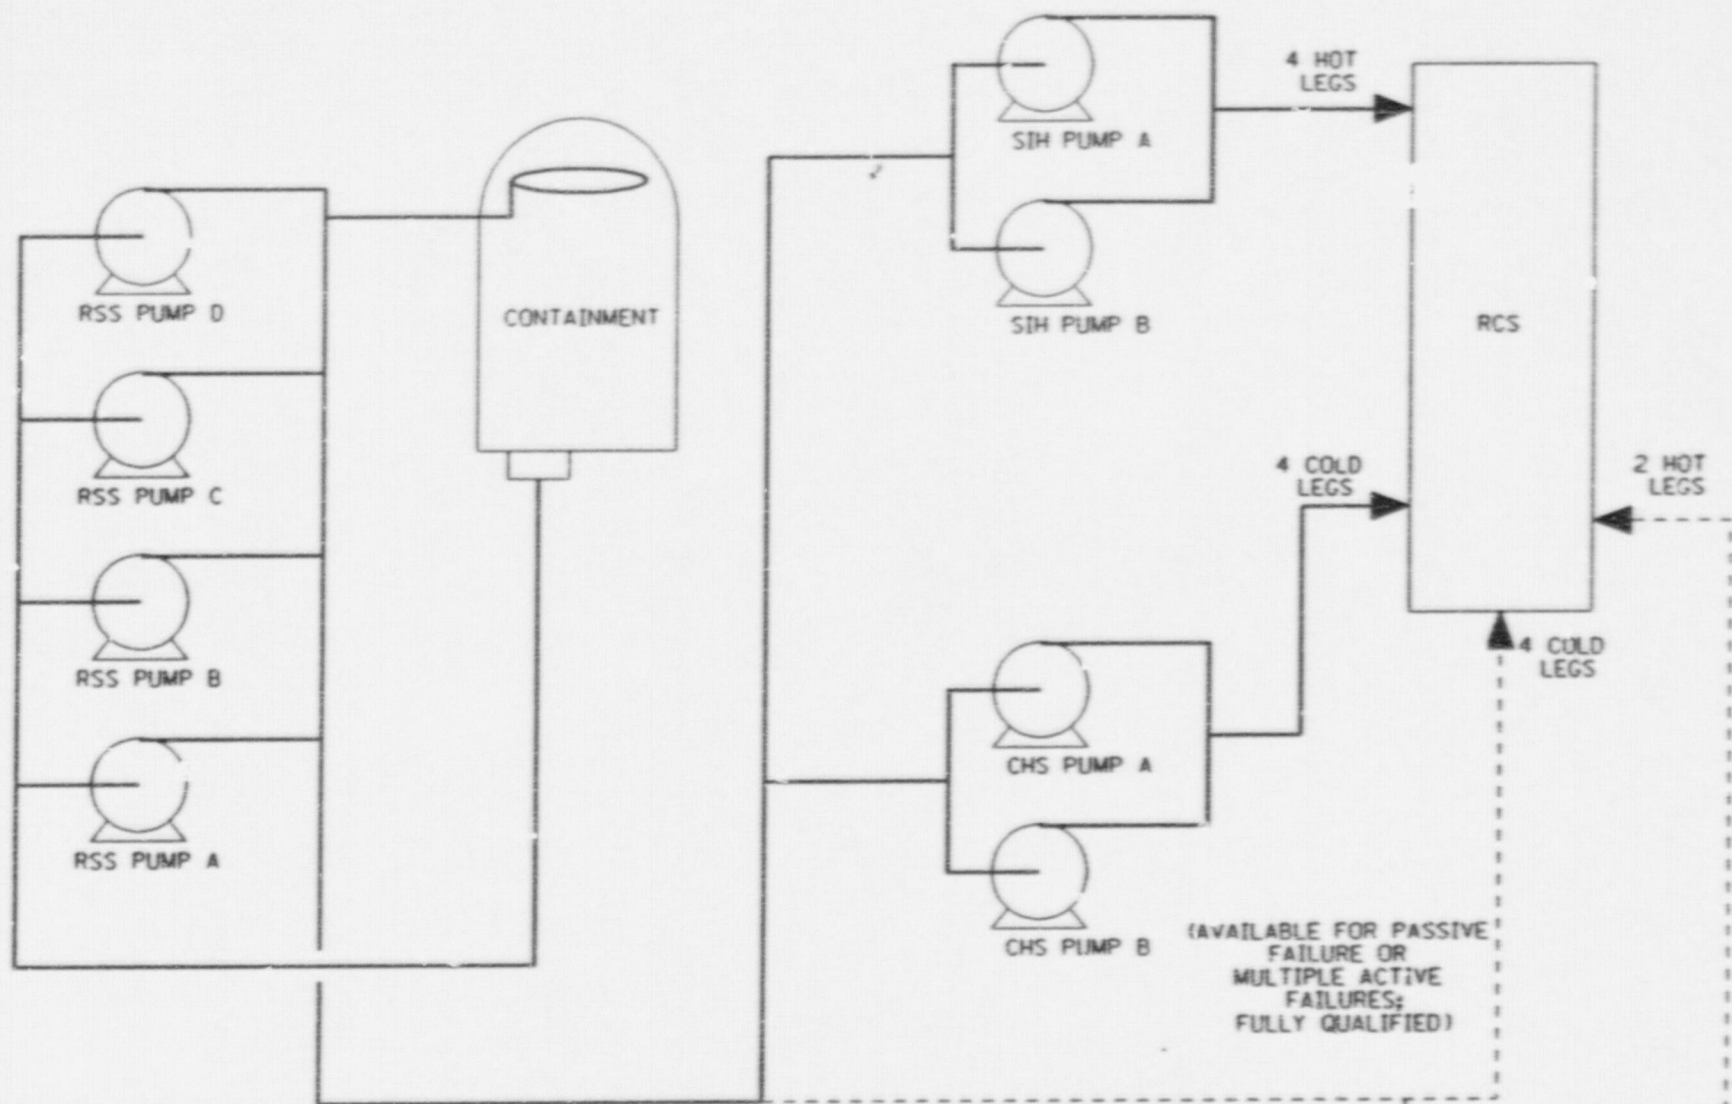 4 HOT
LEGS
SIH PUMP A
RSS PUMP D
CONTAINMENT
SIH PUMP B
RCS
RSS PUMP C
4 COLD
LEGS
2 HOT
LEGS
RSS PUMP B
4 COLD
LEGS
CHS PUMP A
RSS PUMP A
CHS PUMP B
(AVAILABLE FOR PASSIVE
FAILURE OR
MULTIPLE ACTIVE
FAILURES;
FULLY QUALIFIED)